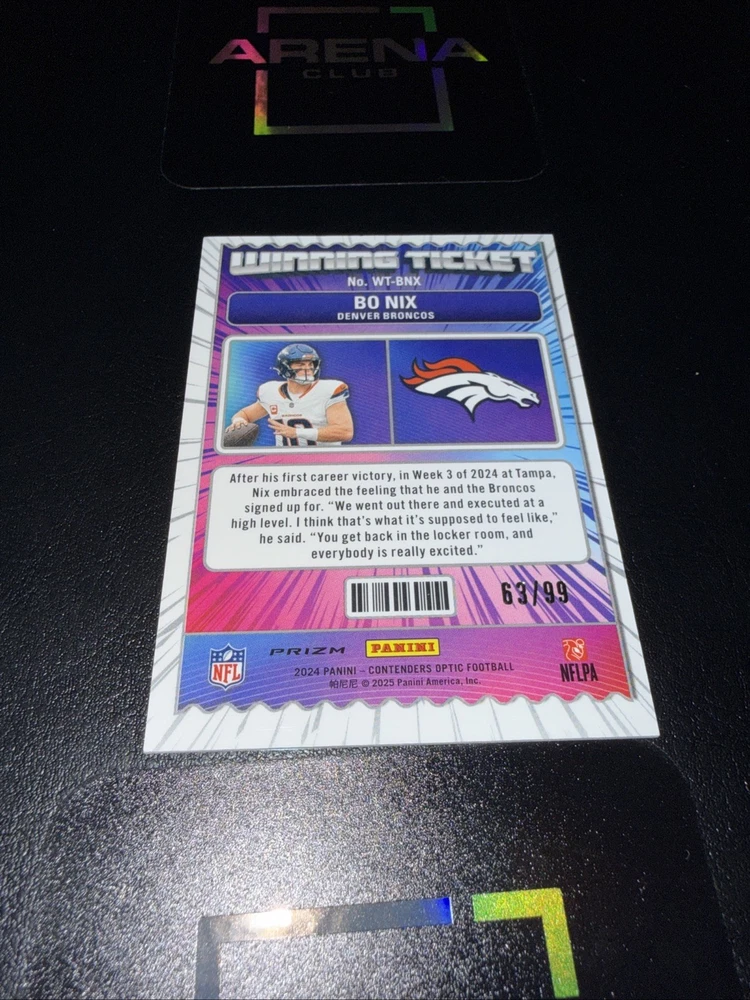 ARENA
CLUB
WINNING TICKET
No. WT-BNX
BO NIX
DENVER BRONCOS
10
After his first career victory, in Week 3 of 2024 at Tampa,
Nix embraced the feeling that he and the Broncos
signed up for. “We went out there and executed at a
high level. I think that’s what it’s supposed to feel like,”
he said. “You get back in the locker room, and
everybody is really excited.”
63/99
NFL
PRIZM
PANINI
NFLPA
2024 PANINI – CONTENDERS OPTIC FOOTBALL
帕尼尼 © 2025 Panini America, Inc.